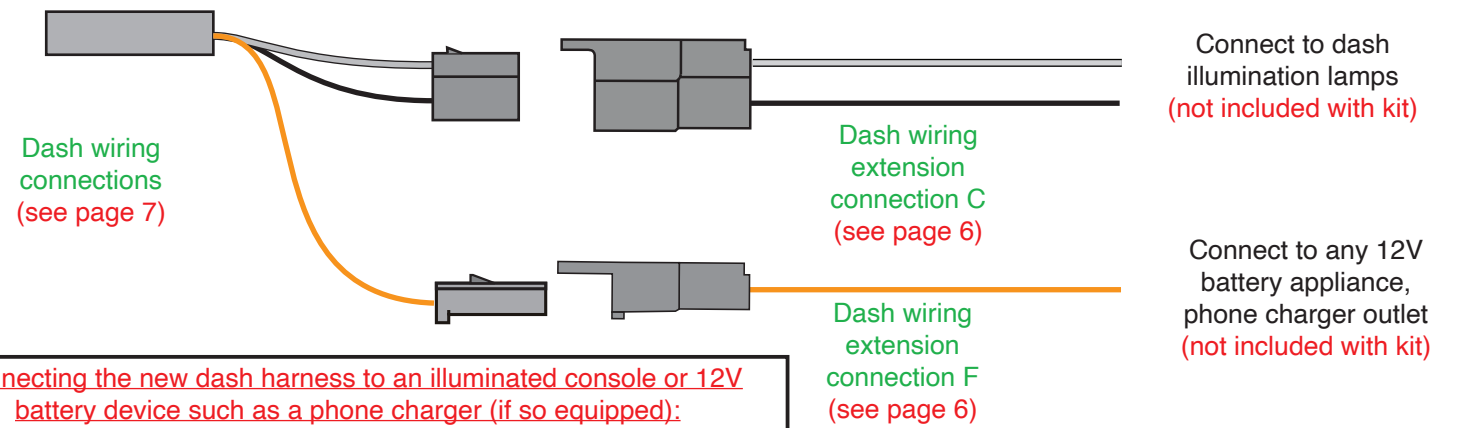 Connect to dash
illumination lamps
(not included with kit)
Dash wiring
connections
(see page 7)
Dash wiring
extension
connection C
(see page 6)
Connect to any 12V
battery appliance,
phone charger outlet
(not included with kit)
Dash wiring
extension
connection F
(see page 6)
necting the new dash harness to an illuminated console or 12V
battery device such as a phone charger (if so equipped):